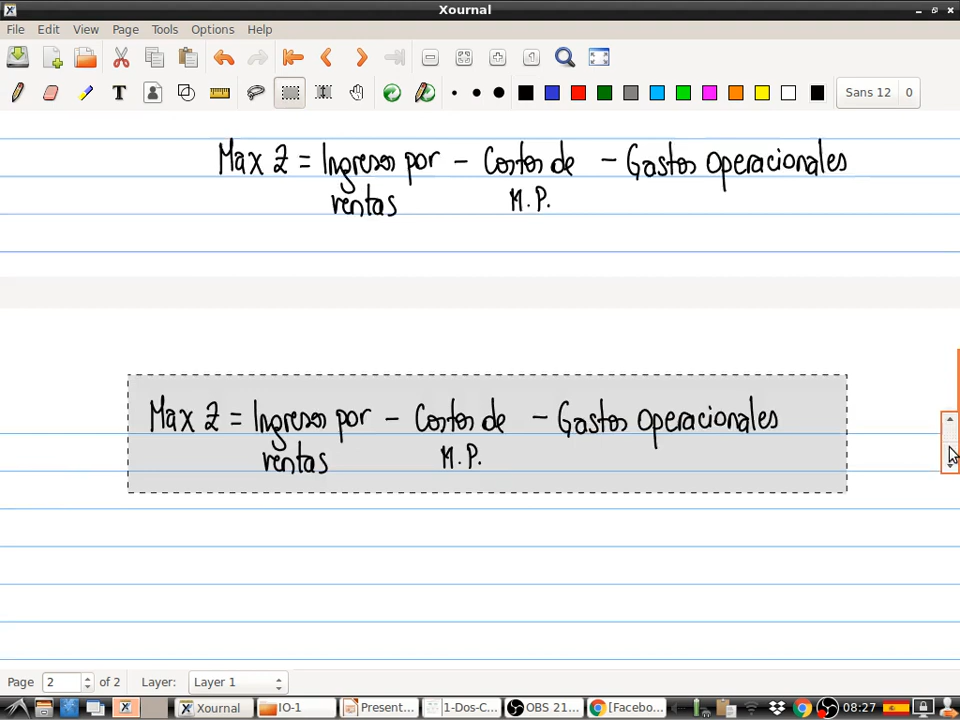 Xournal
File Edit View Page Tools Options Help
Sans 12 0
Max Z = Ingresos por - Costos de - Gastos Operacionales
ventas M.P.
Max Z = Ingresos por - Costos de - Gastos Operacionales
ventas M.P.
Page 2 of 2 Layer: Layer 1
Xournal IO-1 Present... 1-Dos-C... OBS 21... [Facebo... 08:27